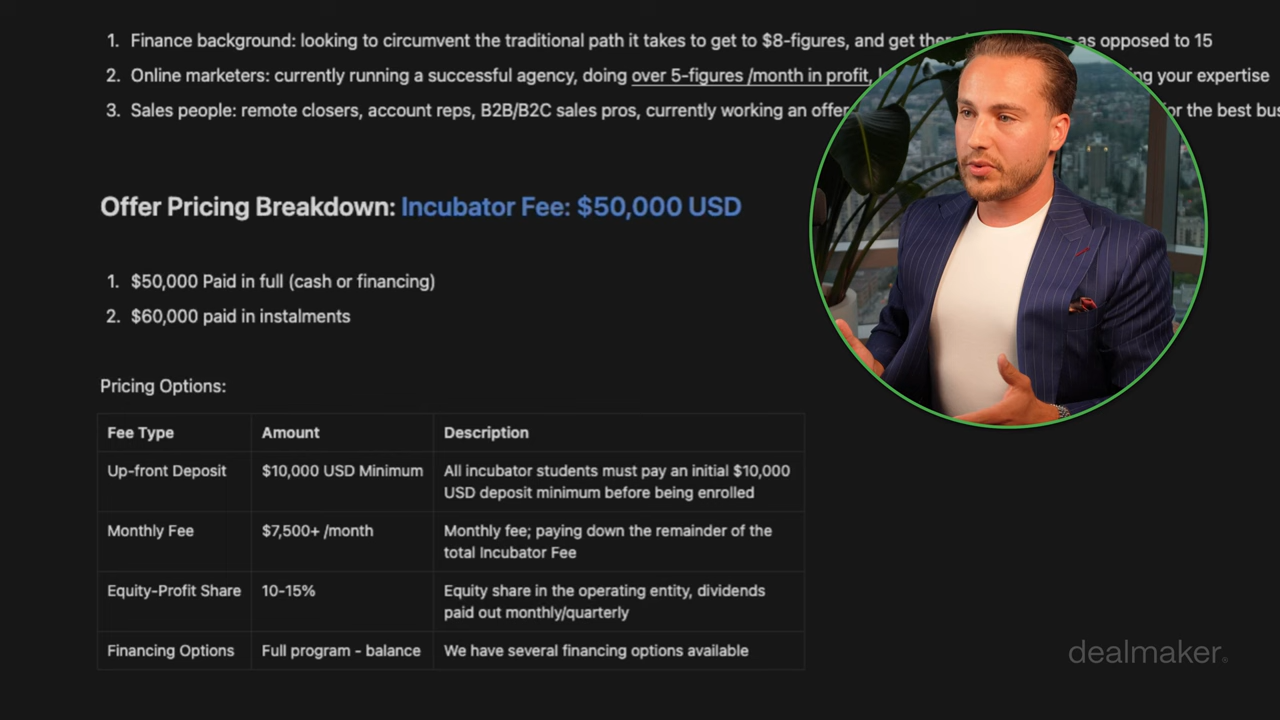 1. Finance background: looking to circumvent the traditional path it takes to get to $8-figures, and get as opposed to 15
2. Online marketers: currently running a successful agency, doing over 5-figures /month in profit, your expertise
3. Sales people: remote closers, account reps, B2B/B2C sales pros, currently working an offer for the best
Offer Pricing Breakdown: Incubator Fee: $50,000 USD
1. $50,000 Paid in full (cash or financing)
2. $60,000 paid in instalments
Pricing Options:
Fee Type Amount Description
Up-front Deposit $10,000 USD Minimum All incubator students must pay an initial $10,000
USD deposit minimum before being enrolled
Monthly Fee $7,500+ /month Monthly fee; paying down the remainder of the
total Incubator Fee
Equity-Profit Share 10-15% Equity share in the operating entity, dividends
paid out monthly/quarterly
Financing Options Full program - balance We have several financing options available
dealmaker.